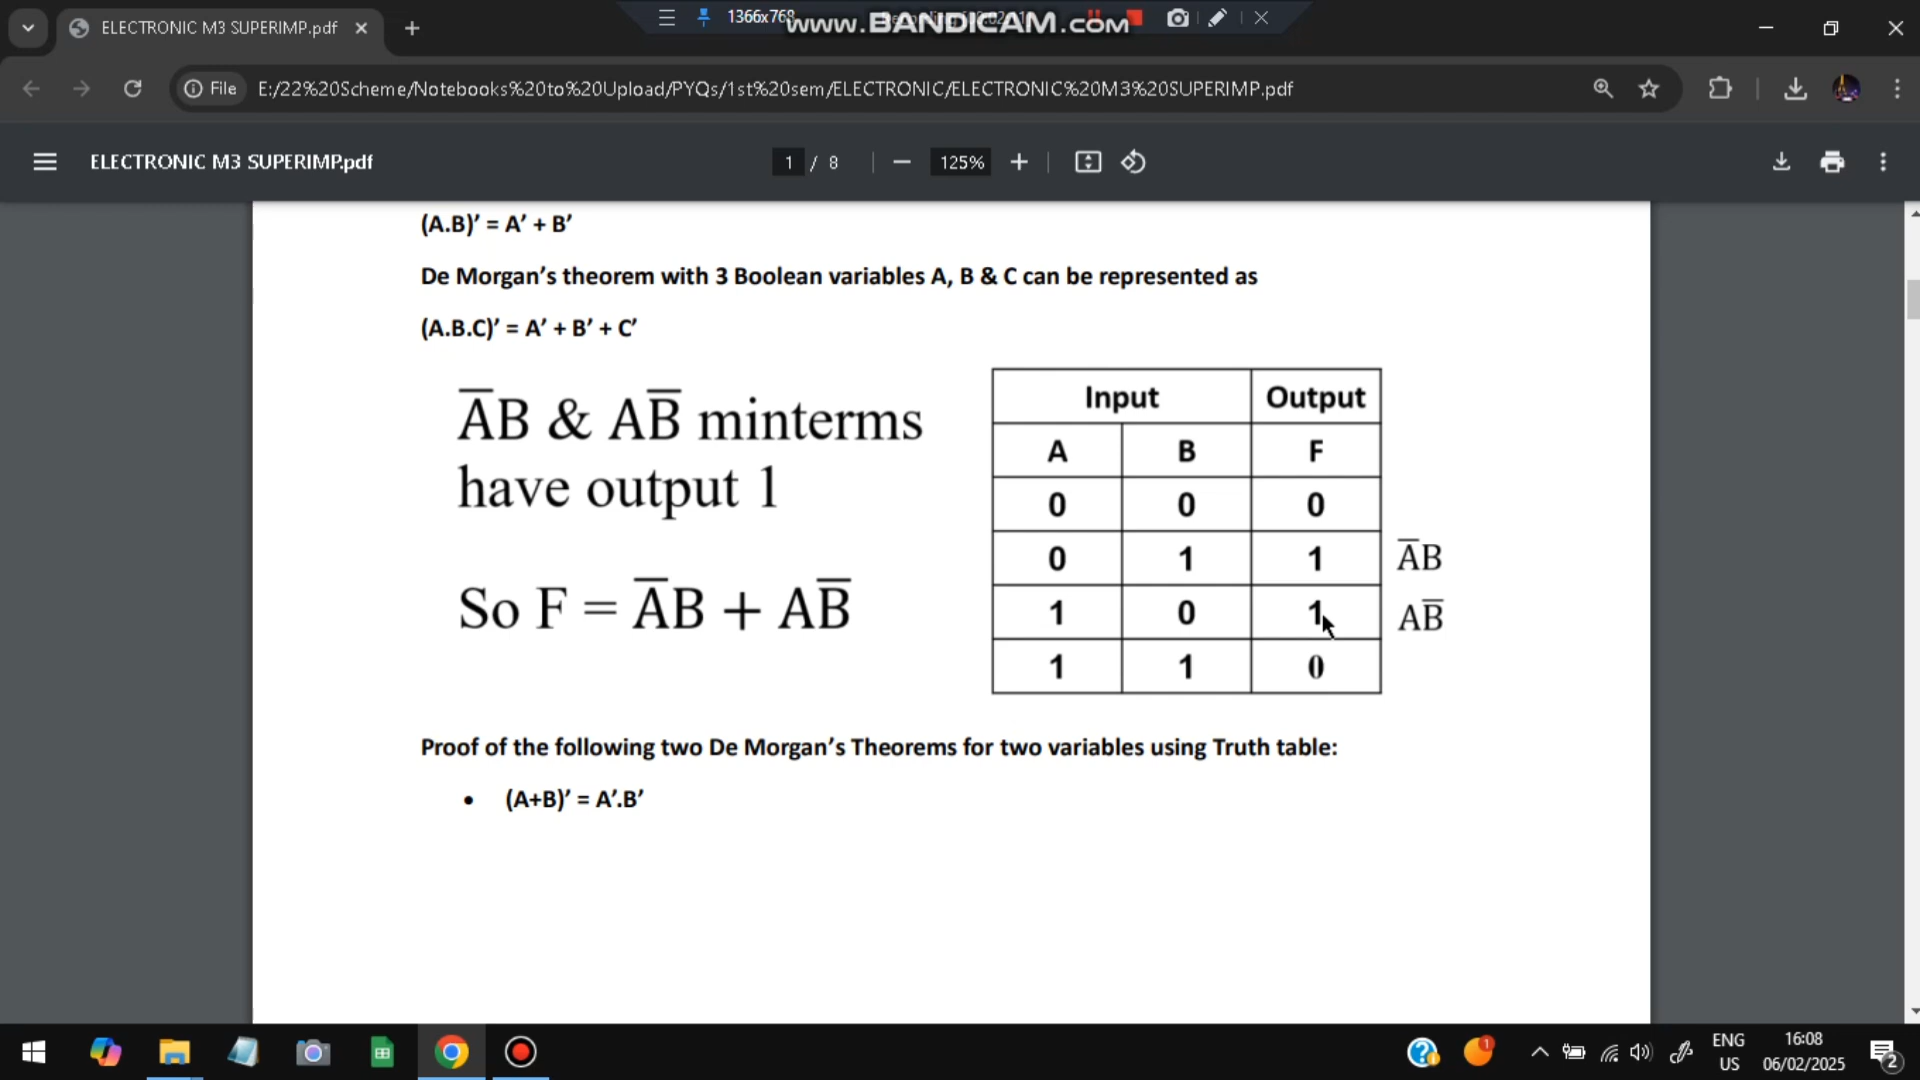 ELECTRONIC M3 SUPERIMP.pdf
1366x768
www.BANDICAM.com
File
E:/22%20Scheme/Notebooks%20to%20Upload/PYQs/1st%20sem/ELECTRONIC/ELECTRONIC%20M3%20SUPERIMP.pdf
ELECTRONIC M3 SUPERIMP.pdf
1 / 8
125%
(A.B)’ = A’ + B’
De Morgan’s theorem with 3 Boolean variables A, B & C can be represented as
(A.B.C)’ = A’ + B’ + C’
A̅B & AB̅ minterms
have output 1
So F = A̅B + AB̅
Input Output
A B F
0 0 0
0 1 1 A̅B
1 0 1 AB̅
1 1 0
Proof of the following two De Morgan’s Theorems for two variables using Truth table:
• (A+B)’ = A’.B’
ENG
US
16:08
06/02/2025
1
2